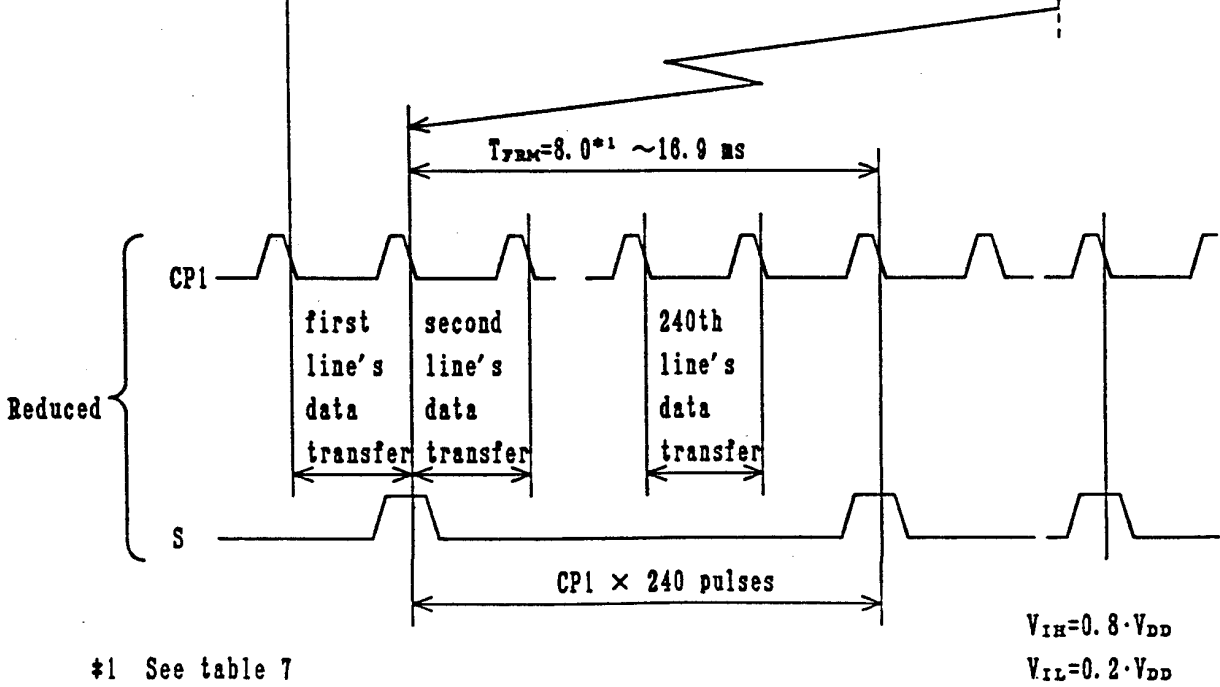 T_FRM=8.0*1 ~16.9 ms
CP1
first line's data transfer
second line's data transfer
240th line's data transfer
Reduced
S
CP1 × 240 pulses
V_IH=0.8·V_DD
*1 See table 7
V_IL=0.2·V_DD